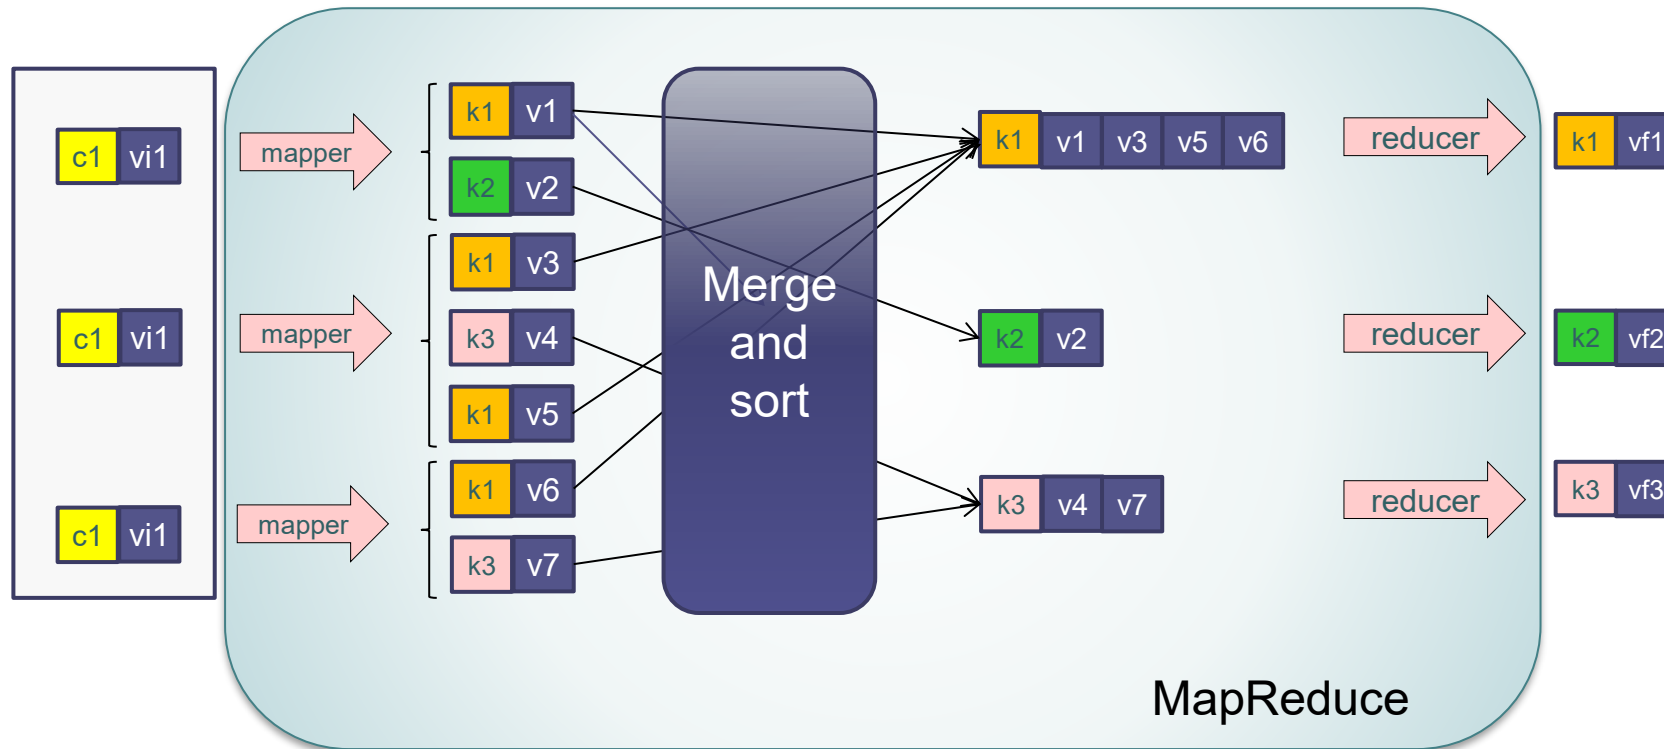 c1 vi1
mapper
k1 v1
k2 v2
c1 vi1
mapper
k1 v3
k3 v4
k1 v5
c1 vi1
mapper
k1 v6
k3 v7
Merge
and
sort
k1 v1 v3 v5 v6
reducer
k1 vf1
k2 v2
reducer
k2 vf2
k3 v4 v7
reducer
k3 vf3
MapReduce